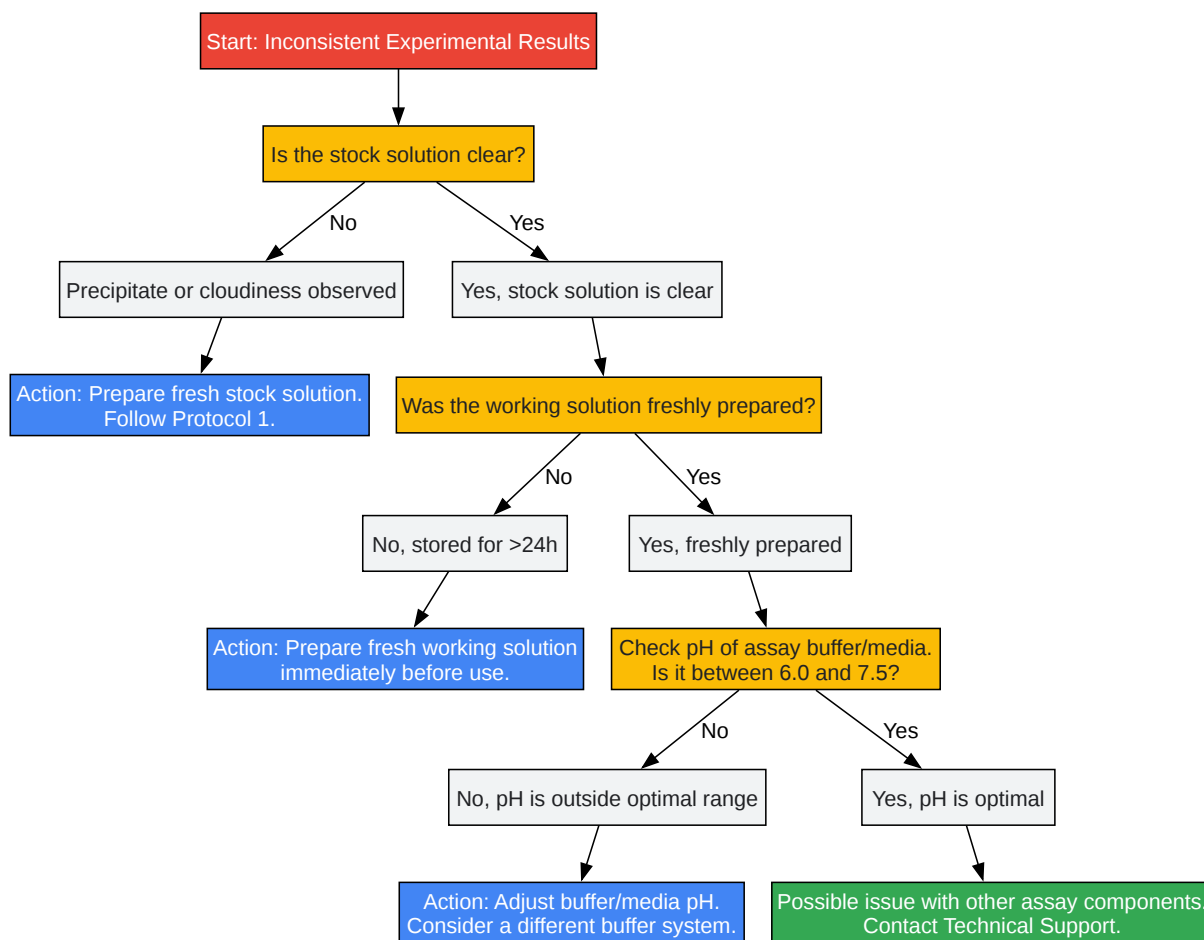 Start: Inconsistent Experimental Results
Is the stock solution clear?
No
Yes
Precipitate or cloudiness observed
Yes, stock solution is clear
Action: Prepare fresh stock solution.
Follow Protocol 1.
Was the working solution freshly prepared?
No
Yes
No, stored for >24h
Yes, freshly prepared
Action: Prepare fresh working solution
immediately before use.
Check pH of assay buffer/media.
Is it between 6.0 and 7.5?
No
Yes
No, pH is outside optimal range
Yes, pH is optimal
Action: Adjust buffer/media pH.
Consider a different buffer system.
Possible issue with other assay components.
Contact Technical Support.